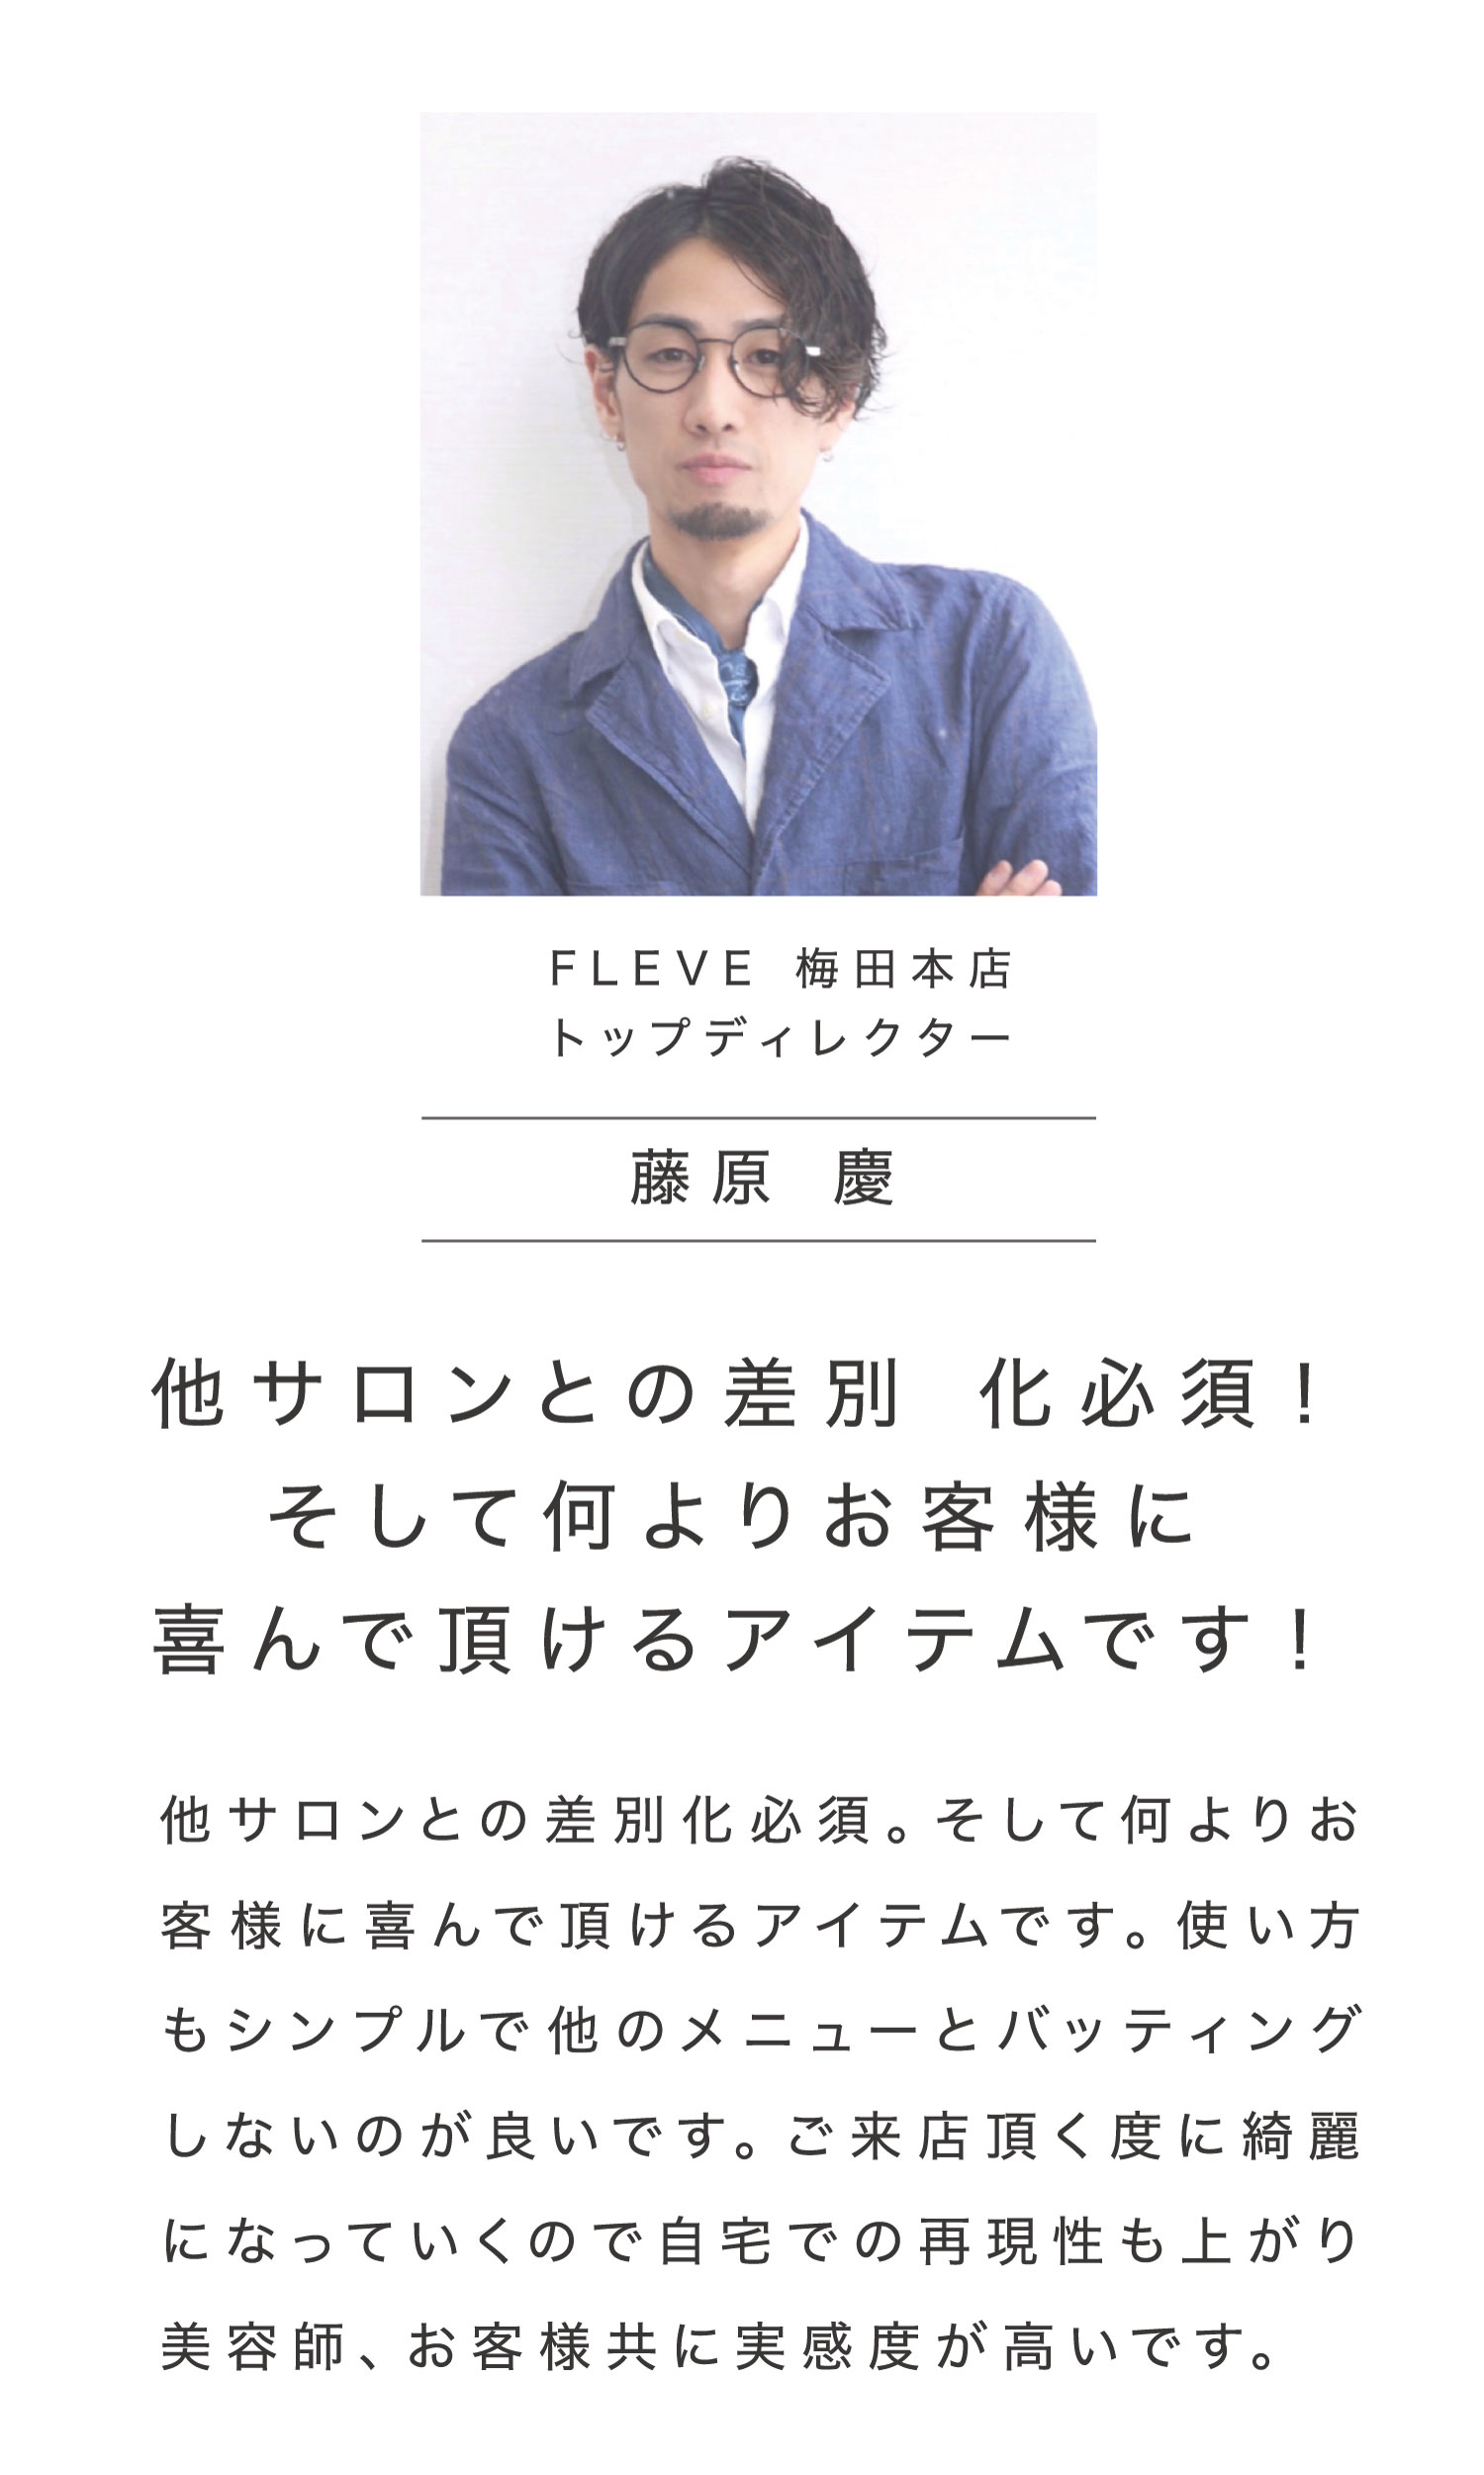 FLEVE 梅田本店
トップディレクター
藤原 慶
他サロンとの差別 化必須！
そして何よりお客様に
喜んで頂けるアイテムです！
他サロンとの差別化必須。そして何よりお
客様に喜んで頂けるアイテムです。使い方
もシンプルで他のメニューとバッティング
しないのが良いです。ご来店頂く度に綺麗
になっていくので自宅での再現性も上がり
美容師、お客様共に実感度が高いです。